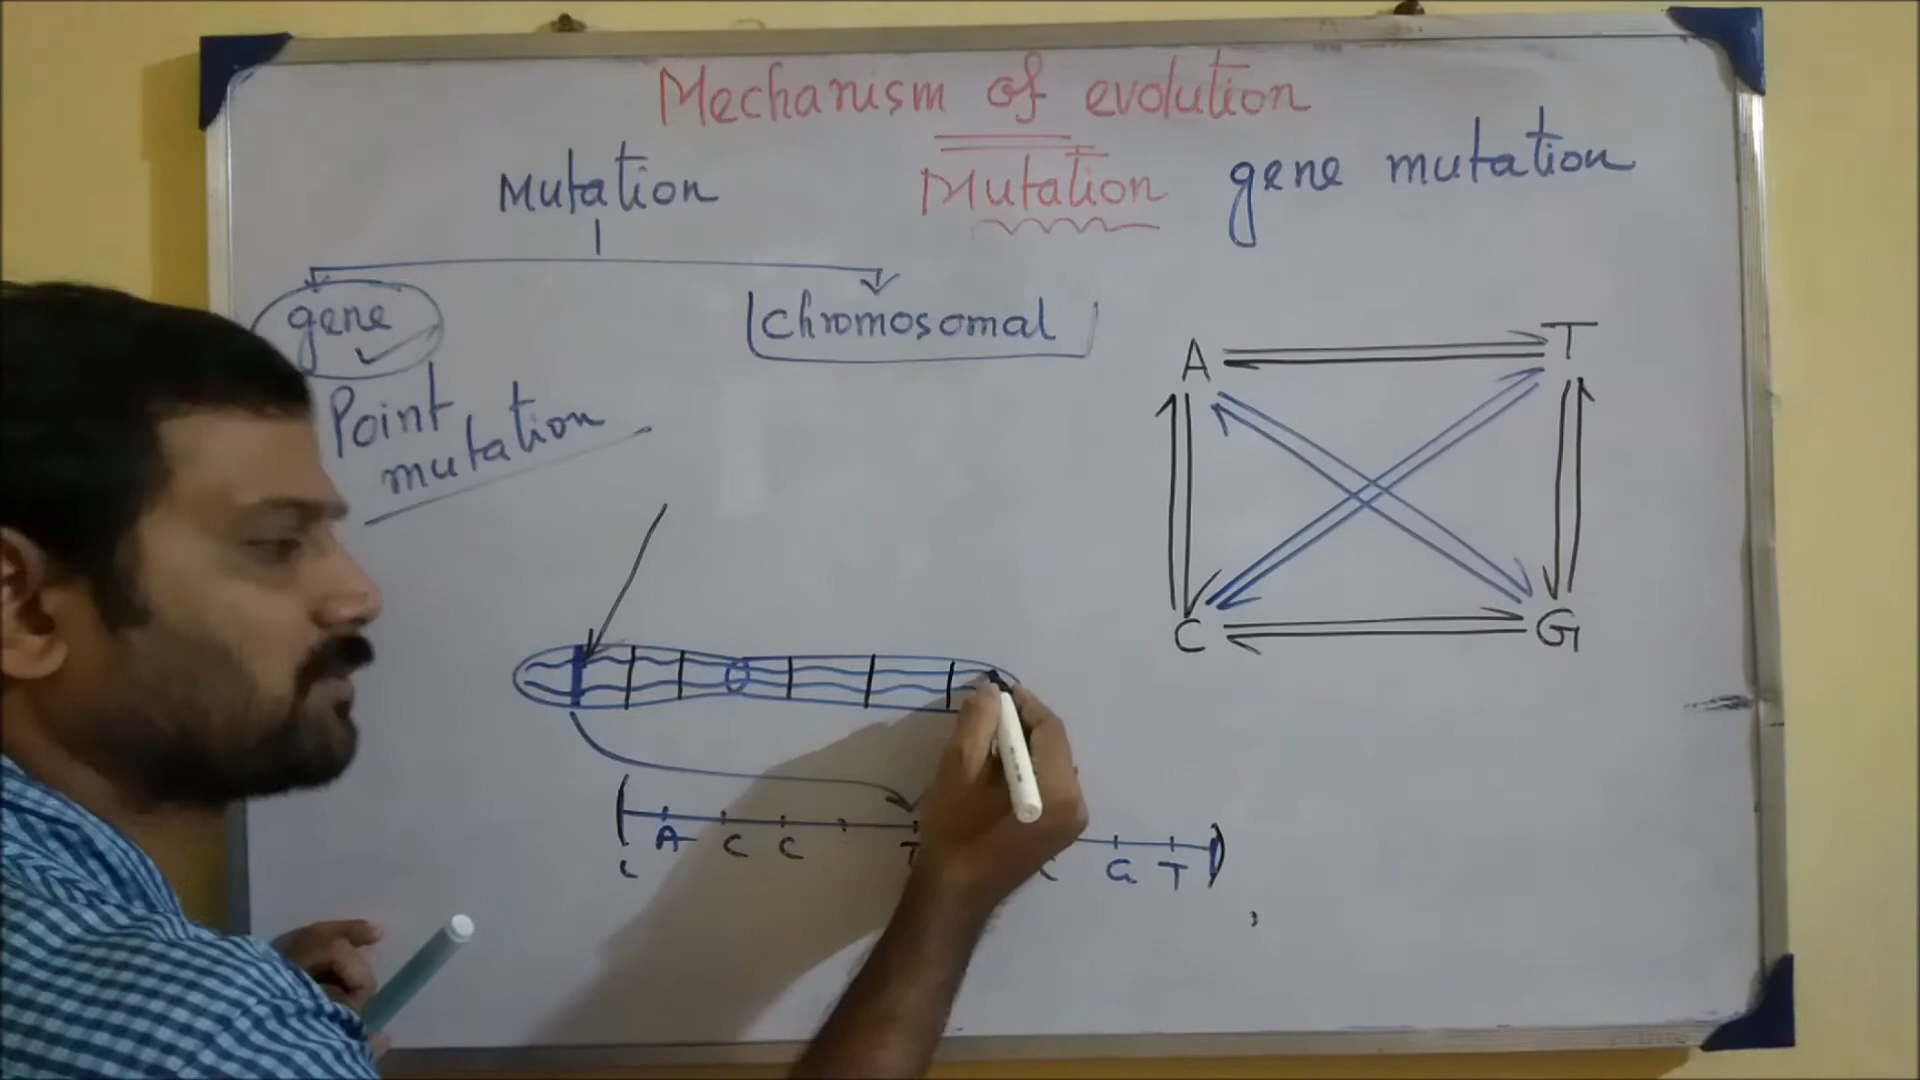 Mechanism of evolution
Mutation
Mutation
gene mutation
gene
chromosomal
Point
mutation
A
T
C
G
A C C T G T